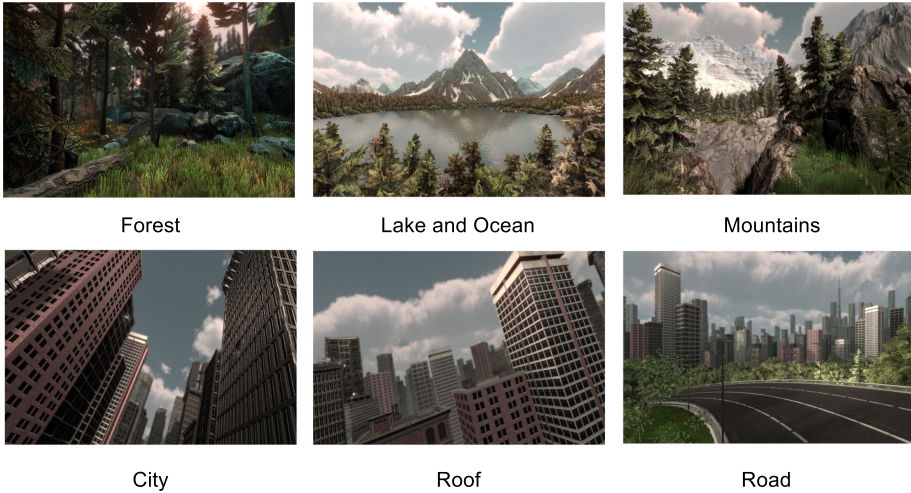 Forest
Lake and Ocean
Mountains
City
Roof
Road